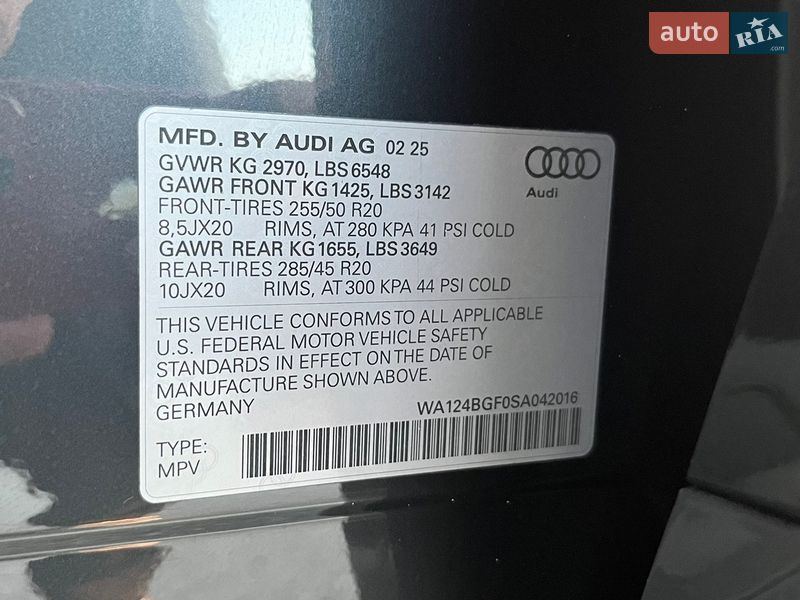 auto RIA .com
MFD. BY AUDI AG 02 25
GVWR KG 2970, LBS 6548
GAWR FRONT KG 1425, LBS 3142
FRONT-TIRES 255/50 R20
8,5JX20 RIMS, AT 280 KPA 41 PSI COLD
GAWR REAR KG 1655, LBS 3649
REAR-TIRES 285/45 R20
10JX20 RIMS, AT 300 KPA 44 PSI COLD
Audi
THIS VEHICLE CONFORMS TO ALL APPLICABLE
U.S. FEDERAL MOTOR VEHICLE SAFETY
STANDARDS IN EFFECT ON THE DATE OF
MANUFACTURE SHOWN ABOVE.
GERMANY WA124BGF0SA042016
TYPE:
MPV